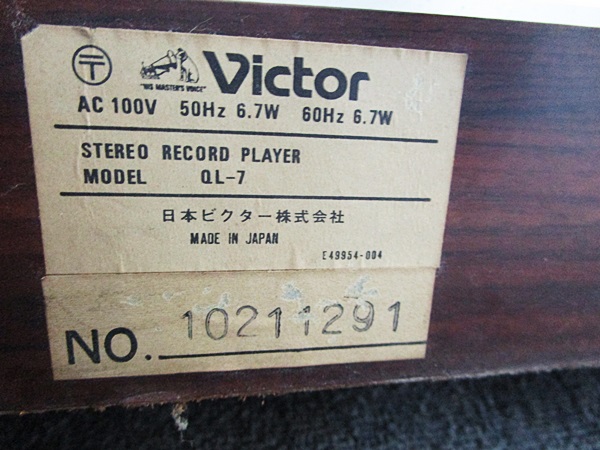 〒 "HIS MASTER'S VOICE" Victor
AC 100V 50Hz 6.7W 60Hz 6.7W
STEREO RECORD PLAYER
MODEL QL-7
日本ビクター株式会社
MADE IN JAPAN E49954-004
NO. 10211291